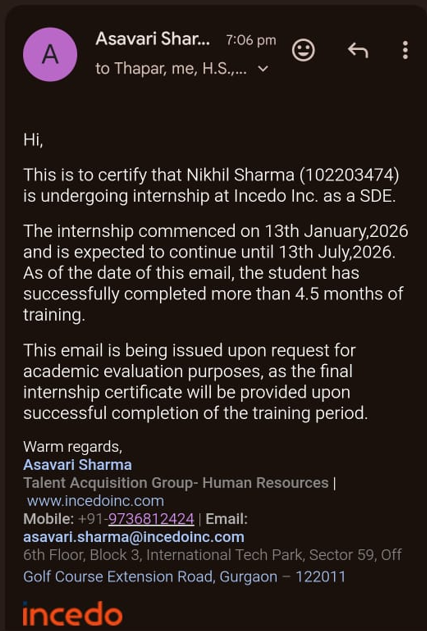 A
Asavari Shar... 7:06 pm
to Thapar, me, H.S.,...
Hi,
This is to certify that Nikhil Sharma (102203474)
is undergoing internship at Incedo Inc. as a SDE.
The internship commenced on 13th January,2026
and is expected to continue until 13th July,2026.
As of the date of this email, the student has
successfully completed more than 4.5 months of
training.
This email is being issued upon request for
academic evaluation purposes, as the final
internship certificate will be provided upon
successful completion of the training period.
Warm regards,
Asavari Sharma
Talent Acquisition Group- Human Resources |
www.incedoinc.com
Mobile: +91-9736812424 | Email:
asavari.sharma@incedoinc.com
6th Floor, Block 3, International Tech Park, Sector 59, Off
Golf Course Extension Road, Gurgaon – 122011
incedo